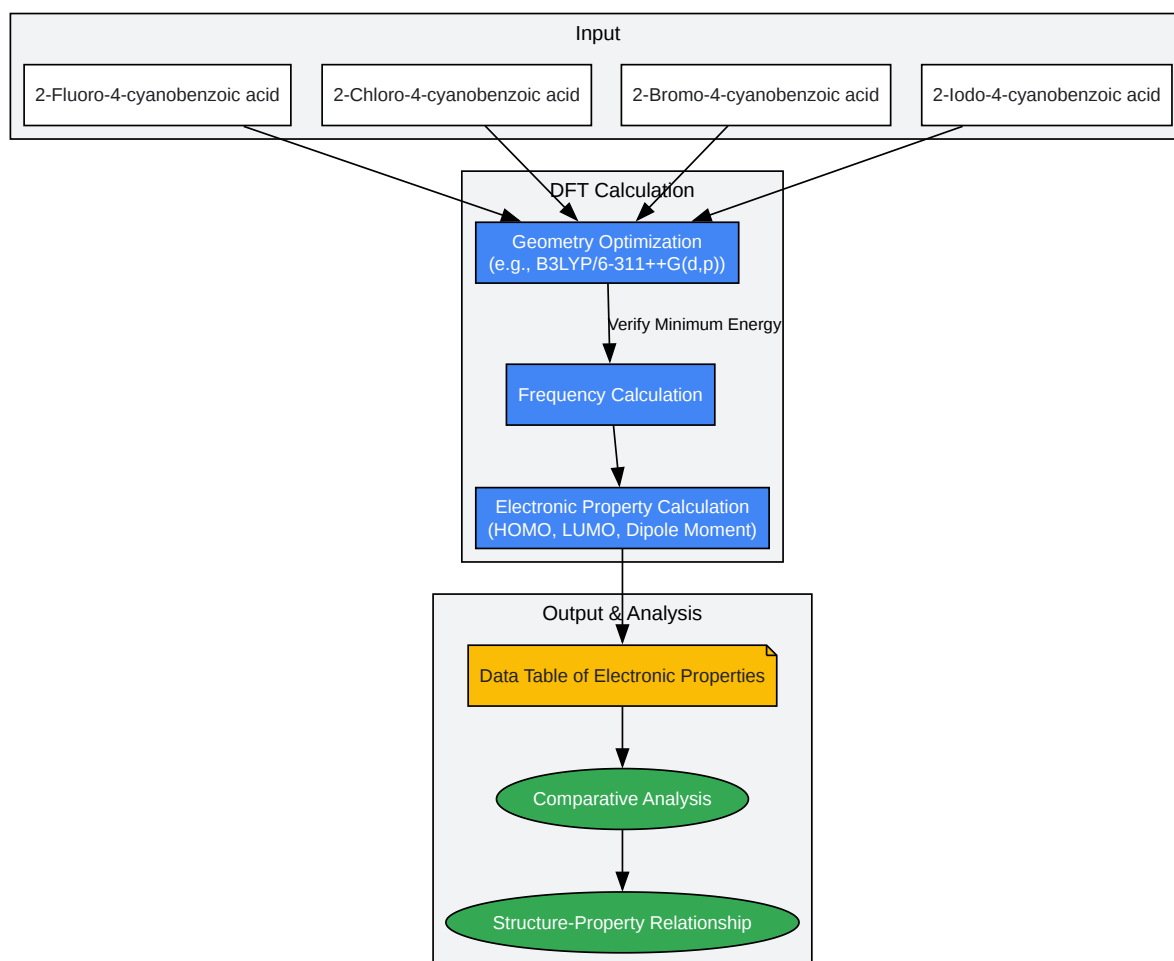 Input
2-Fluoro-4-cyanobenzoic acid
2-Chloro-4-cyanobenzoic acid
2-Bromo-4-cyanobenzoic acid
2-Iodo-4-cyanobenzoic acid
DFT Calculation
Geometry Optimization
(e.g., B3LYP/6-311++G(d,p))
Verify Minimum Energy
Frequency Calculation
Electronic Property Calculation
(HOMO, LUMO, Dipole Moment)
Output & Analysis
Data Table of Electronic Properties
Comparative Analysis
Structure-Property Relationship